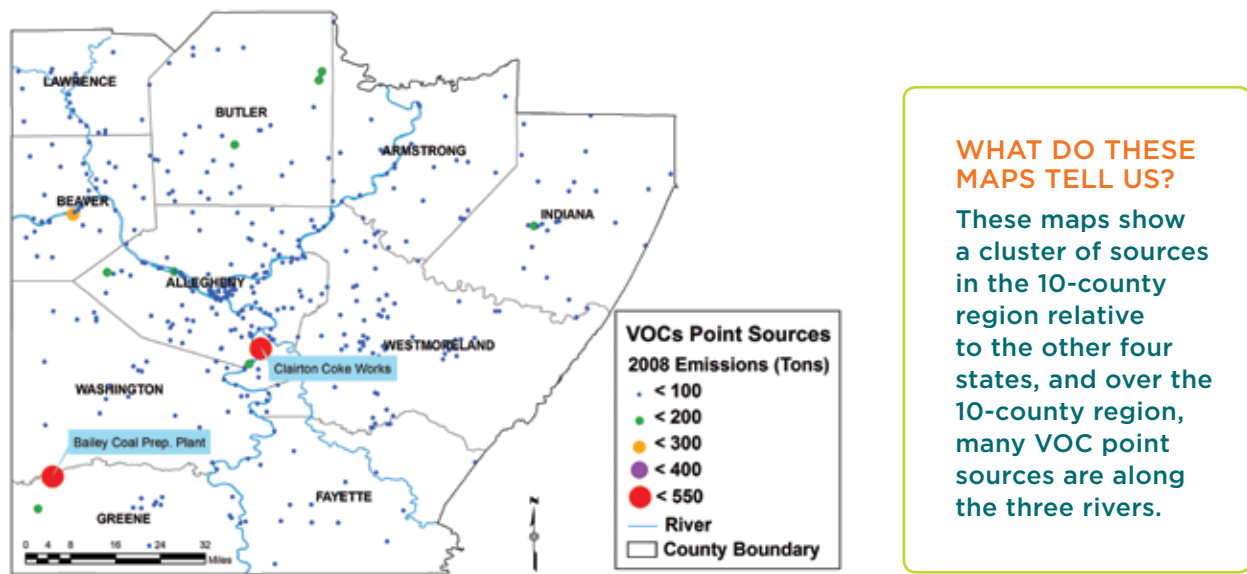 LAWRENCE
BUTLER
ARMSTRONG
BEAVER
INDIANA
ALLEGHENY
WESTMORELAND
Clairton Coke Works
WASHINGTON
Bailey Coal Prep. Plant
FAYETTE
GREENE
0 4 8 16 24 32
Miles
N
VOCs Point Sources
2008 Emissions (Tons)
< 100
< 200
< 300
< 400
< 550
River
County Boundary
WHAT DO THESE
MAPS TELL US?
These maps show
a cluster of sources
in the 10-county
region relative
to the other four
states, and over the
10-county region,
many VOC point
sources are along
the three rivers.